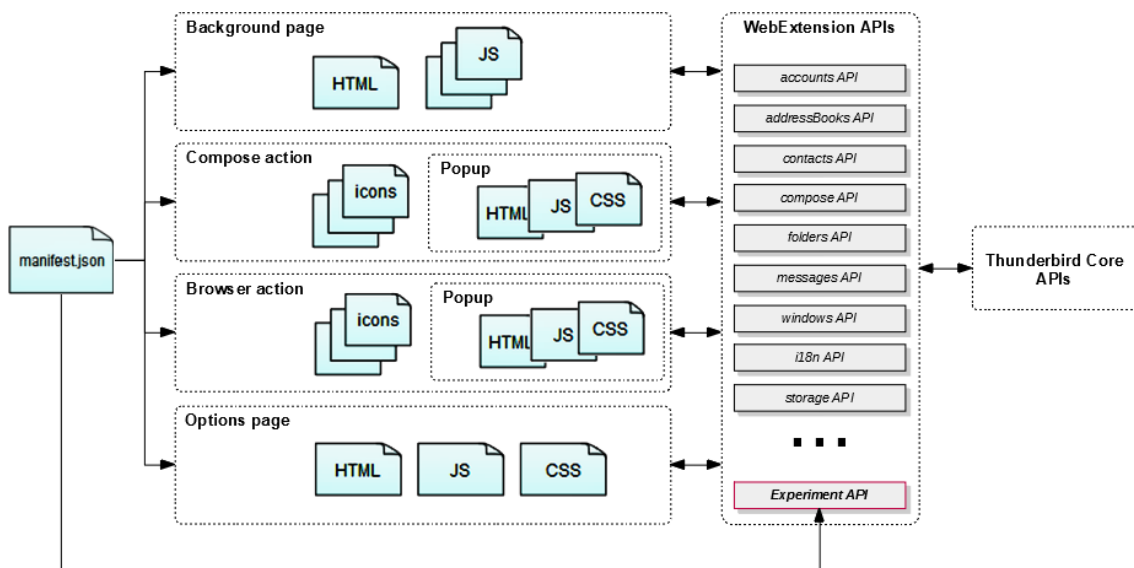 manifest.json
Background page
HTML
JS
Compose action
icons
Popup
HTML
JS
CSS
Browser action
icons
Popup
HTML
JS
CSS
Options page
HTML
JS
CSS
WebExtension APIs
accounts API
addressBooks API
contacts API
compose API
folders API
messages API
windows API
i18n API
storage API
...
Experiment API
Thunderbird Core
APIs